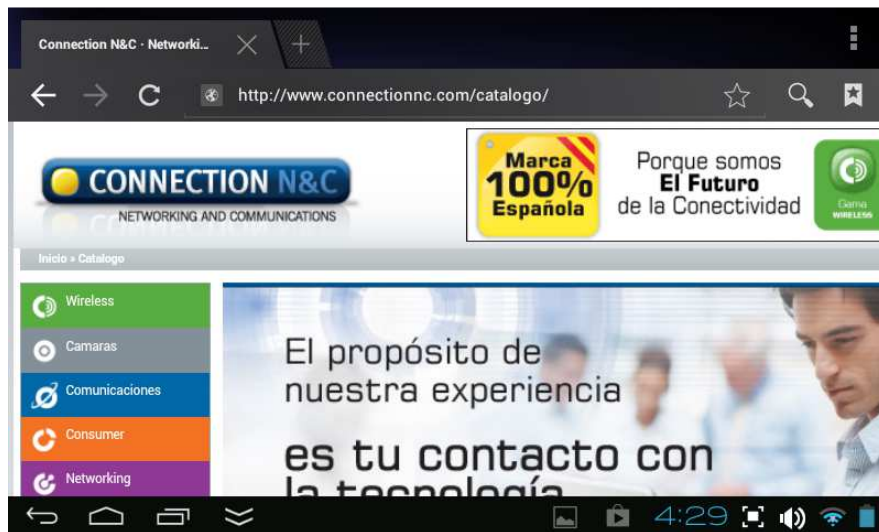 Connection N&C · Networki...
http://www.connectionnc.com/catalogo/
CONNECTION N&C
NETWORKING AND COMMUNICATIONS
Marca
100%
Española
Porque somos
El Futuro
de la Conectividad
Gama
WIRELESS
Inicio » Catalogo
Wireless
Camaras
Comunicaciones
Consumer
Networking
El propósito de
nuestra experiencia
es tu contacto con
la tecnología
4:29